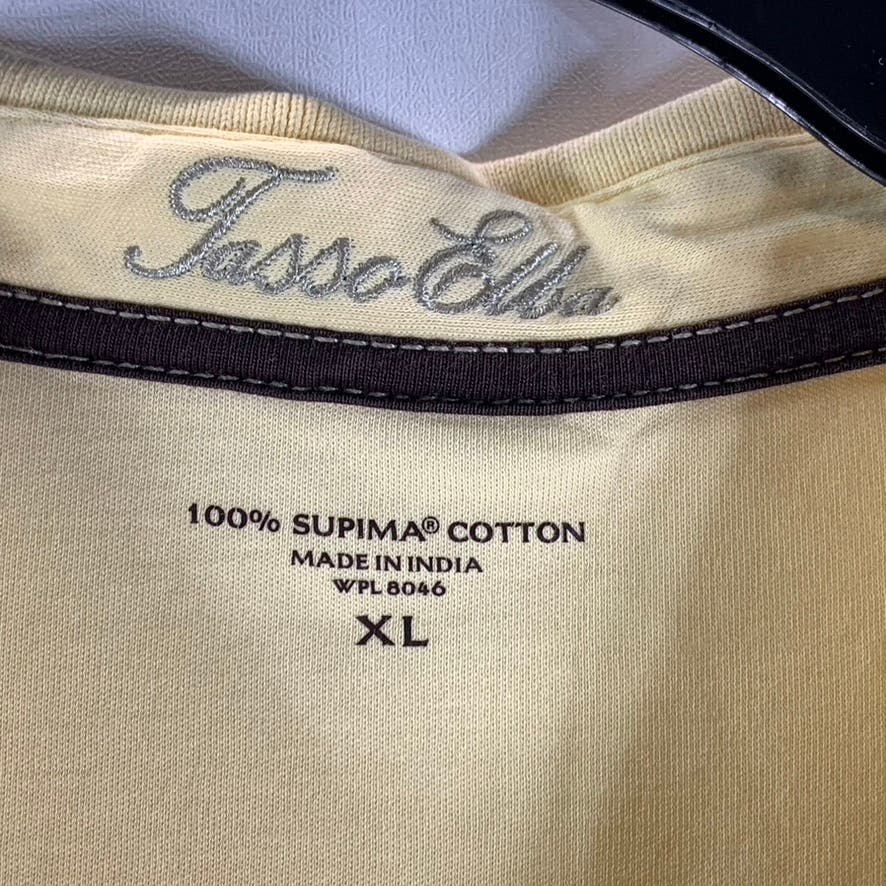 Tasso Elba
100% SUPIMA® COTTON
MADE IN INDIA
WPL 8046
XL